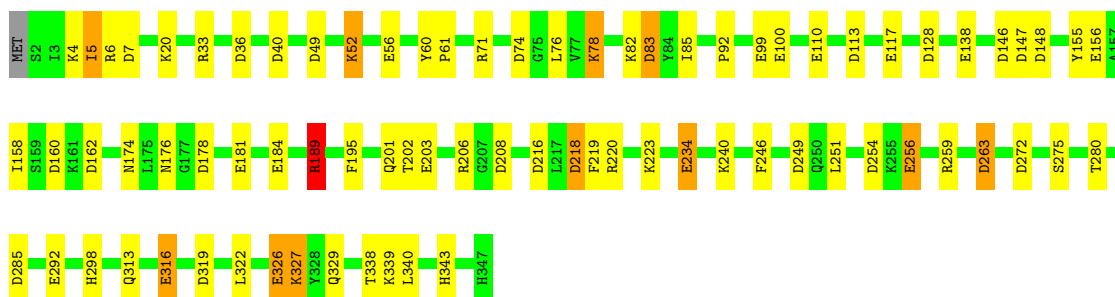 MET S2 I3 K4 I5 R6 D7 K20 R33 D36 D40 D49 K52 E56 Y60 P61 R71 D74 G75 L76 V77 K78 K82 D83 Y84 I85 P92 E99 E100 E110 D113 E117 D128 E138 D146 D147 D148 Y155 E156 A157
I158 S159 D160 K161 D162 N174 L175 N176 G177 D178 E181 E184 R189 F195 Q201 T202 E203 R206 G207 D208 D216 L217 D218 F219 R220 K223 E234 K240 F246 D249 Q250 L251 D254 K255 E256 R259 D263 D272 S275 T280
D285 E292 H298 Q313 E316 D319 L322 E326 K327 Y328 Q329 T338 K339 L340 H343 H347